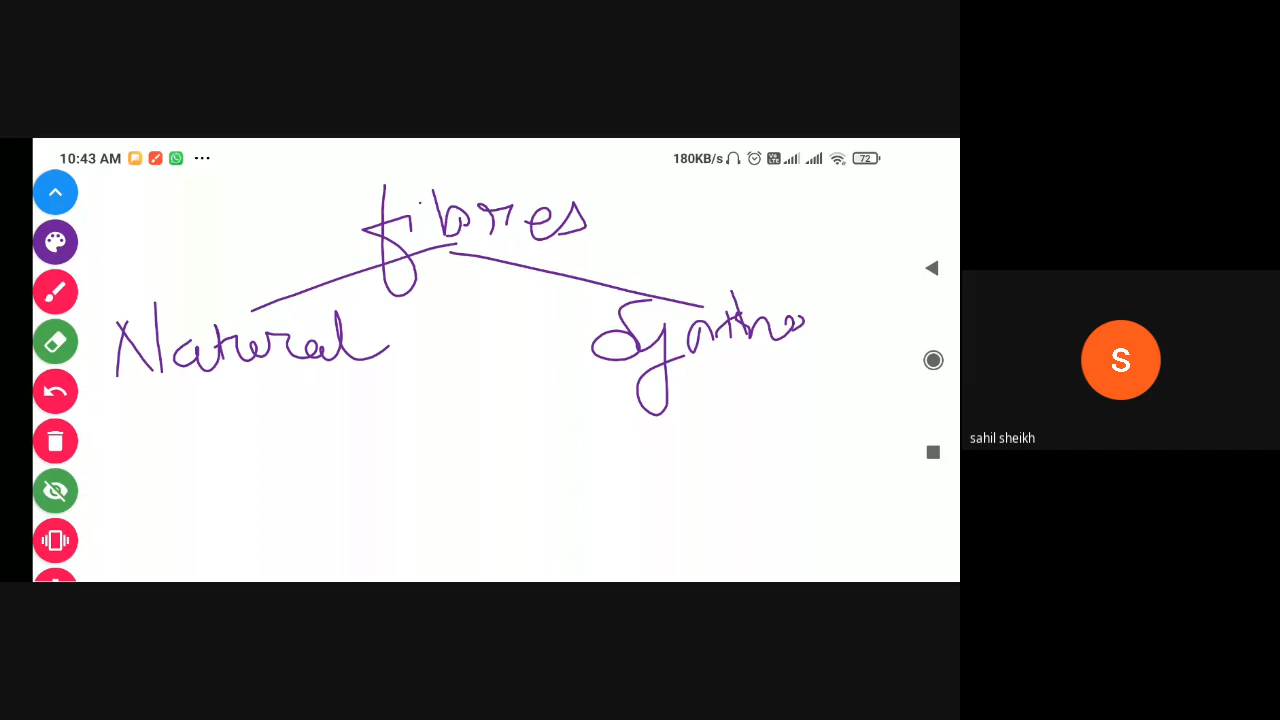 10:43 AM ... 180KB/s 72
fibres
Natural Synthe
S
sahil sheikh